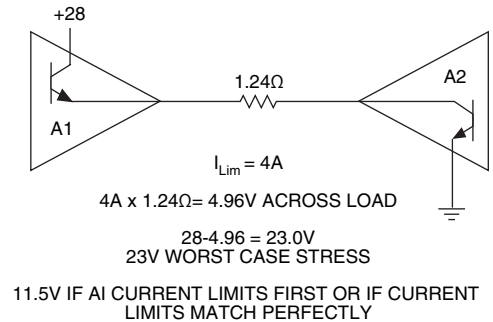 +28
1.24Ω
A2
A1
I_Lim = 4A
4A x 1.24Ω= 4.96V ACROSS LOAD
28-4.96 = 23.0V
23V WORST CASE STRESS
11.5V IF AI CURRENT LIMITS FIRST OR IF CURRENT
LIMITS MATCH PERFECTLY